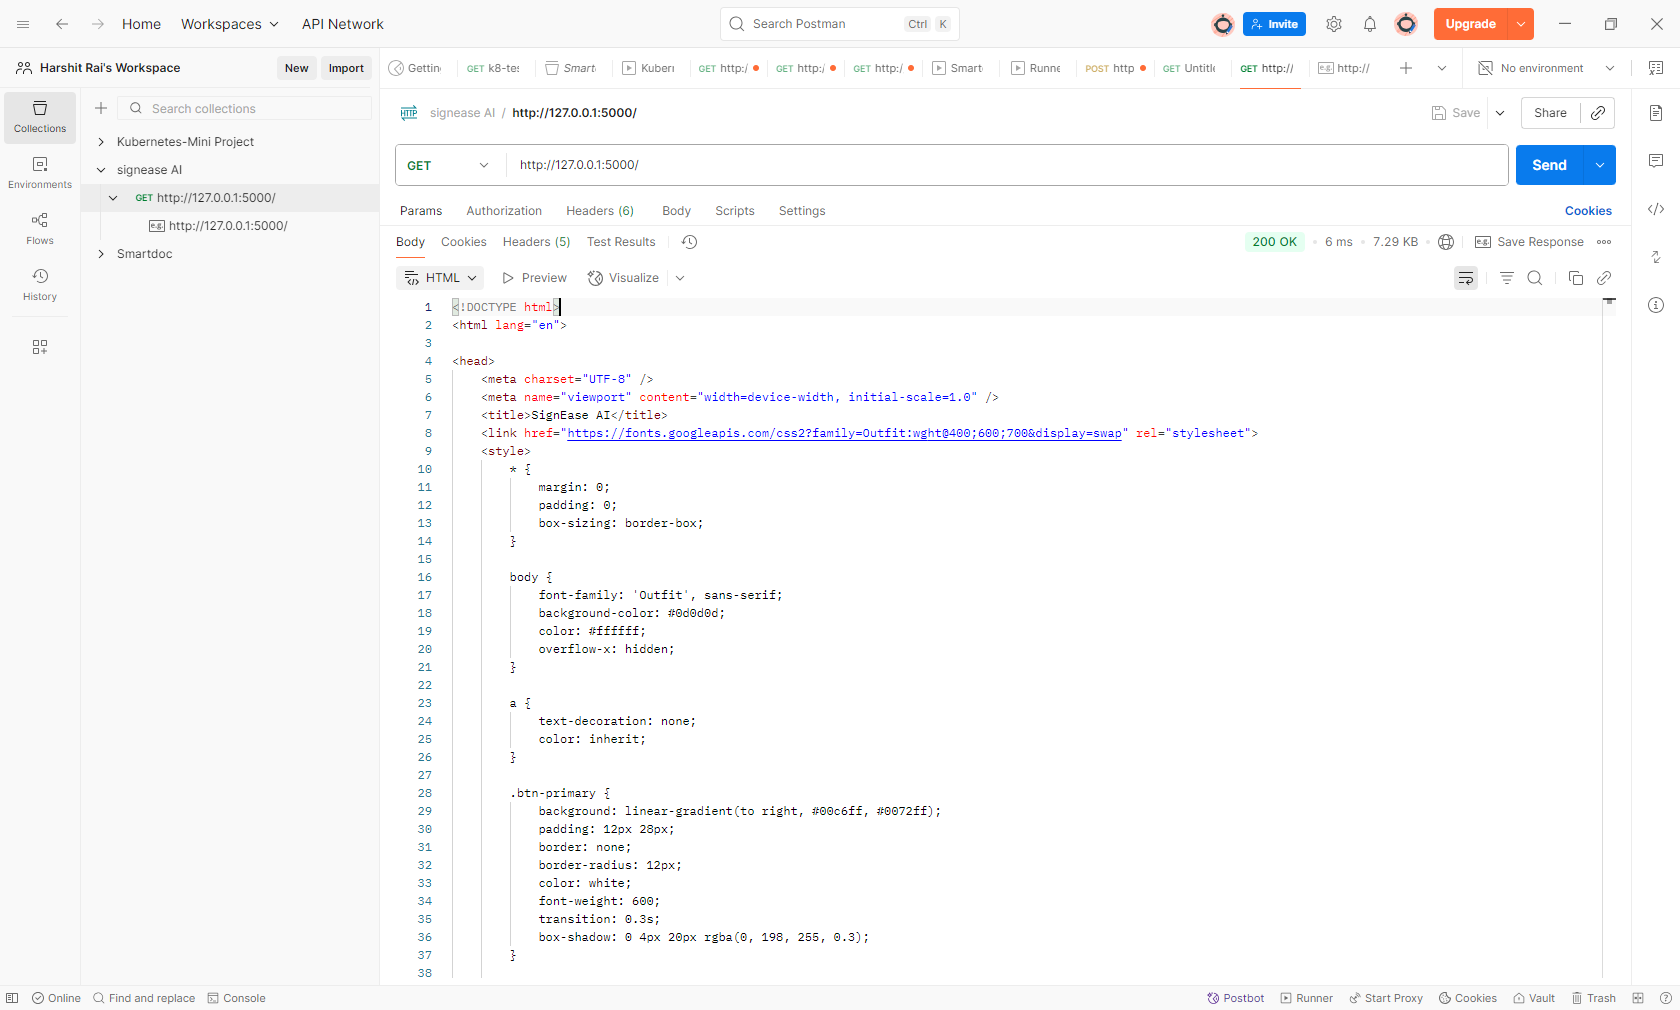 Home Workspaces API Network Search Postman Ctrl K Invite Upgrade
Harshit Rai's Workspace New Import Gettin GET k8-tes Smart Kubern GET http:/ GET http:/ GET http:/ Smart Runne POST http GET Untitle GET http:// e.g. http:// No environment
Collections
Environments
Flows
History
Search collections
Kubernetes-Mini Project
signease AI
GET http://127.0.0.1:5000/
e.g. http://127.0.0.1:5000/
Smartdoc
HTTP signease AI / http://127.0.0.1:5000/ Save Share
GET http://127.0.0.1:5000/ Send
Params Authorization Headers (6) Body Scripts Settings Cookies
Body Cookies Headers (5) Test Results 200 OK • 6 ms • 7.29 KB e.g. Save Response
HTML Preview Visualize
1 <!DOCTYPE html>
2 <html lang="en">
3
4 <head>
5 <meta charset="UTF-8" />
6 <meta name="viewport" content="width=device-width, initial-scale=1.0" />
7 <title>SignEase AI</title>
8 <link href="https://fonts.googleapis.com/css2?family=Outfit:wght@400;600;700&display=swap" rel="stylesheet">
9 <style>
10 * {
11 margin: 0;
12 padding: 0;
13 box-sizing: border-box;
14 }
15
16 body {
17 font-family: 'Outfit', sans-serif;
18 background-color: #0d0d0d;
19 color: #ffffff;
20 overflow-x: hidden;
21 }
22
23 a {
24 text-decoration: none;
25 color: inherit;
26 }
27
28 .btn-primary {
29 background: linear-gradient(to right, #00c6ff, #0072ff);
30 padding: 12px 28px;
31 border: none;
32 border-radius: 12px;
33 color: white;
34 font-weight: 600;
35 transition: 0.3s;
36 box-shadow: 0 4px 20px rgba(0, 198, 255, 0.3);
37 }
38
Online Find and replace Console Postbot Runner Start Proxy Cookies Vault Trash